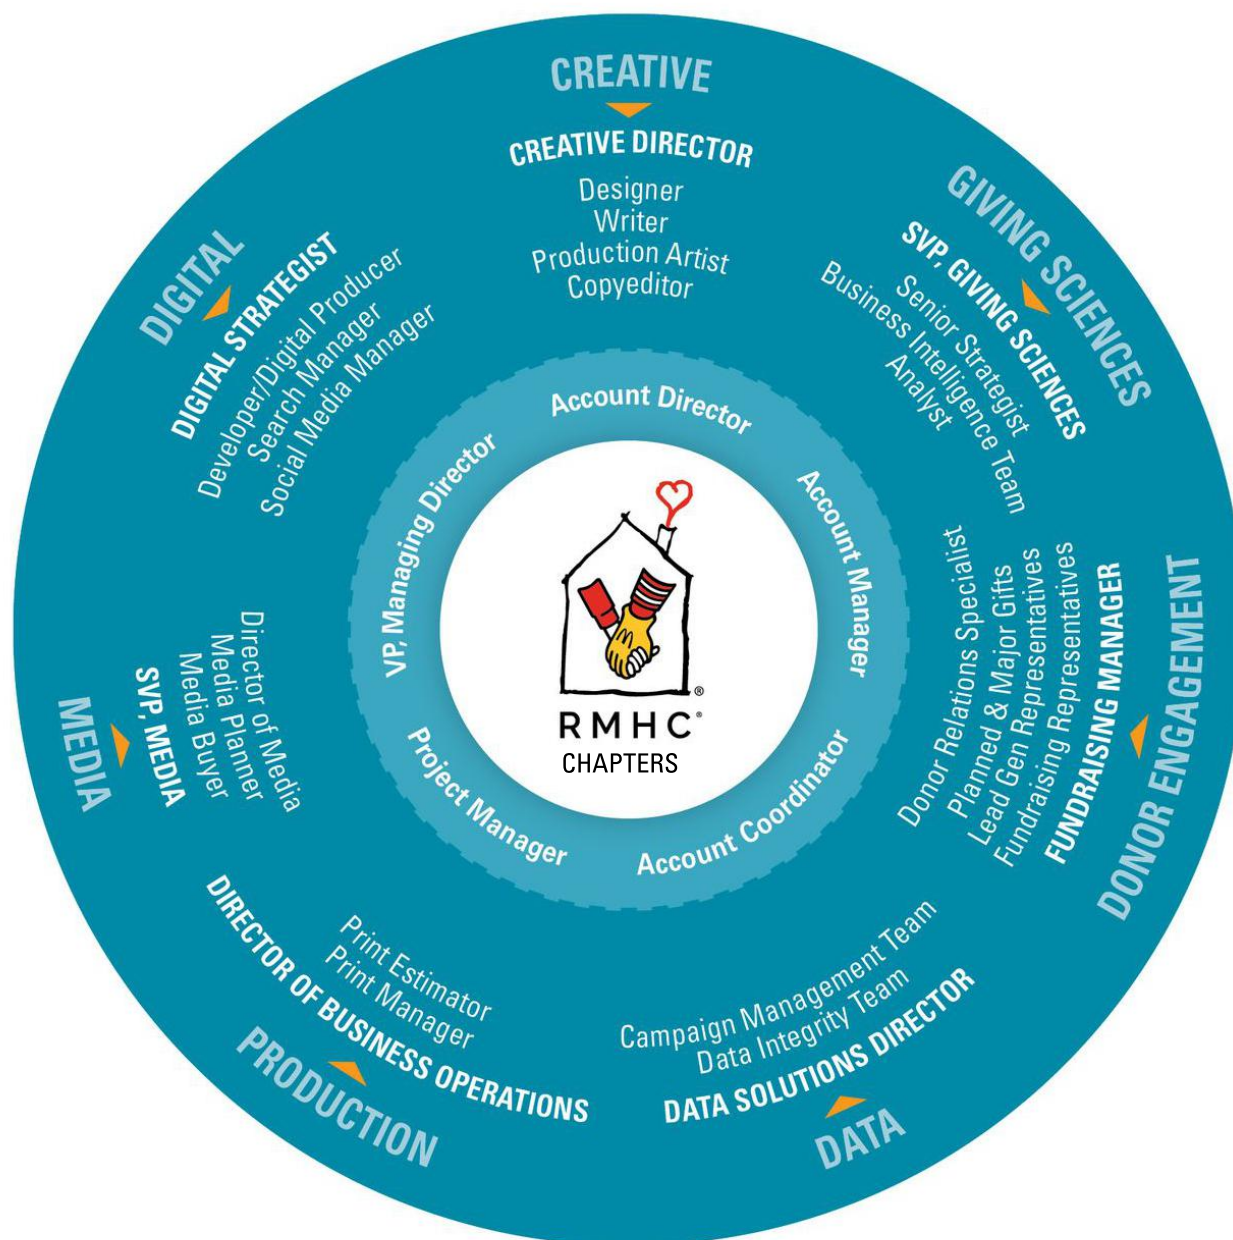 CREATIVE
CREATIVE DIRECTOR
Designer
Writer
Production Artist
Copyeditor
GIVING SCIENCES
SVP, GIVING SCIENCES
Senior Strategist
Business Intelligence Team
Analyst
DONOR ENGAGEMENT
FUNDRAISING MANAGER
Fundraising Representatives
Lead Gen Representatives
Planned & Major Gifts
Donor Relations Specialist
DATA
DATA SOLUTIONS DIRECTOR
Data Integrity Team
Campaign Management Team
PRODUCTION
DIRECTOR OF BUSINESS OPERATIONS
Print Manager
Print Estimator
MEDIA
SVP, MEDIA
Media Buyer
Media Planner
Director of Media
DIGITAL
DIGITAL STRATEGIST
Developer/Digital Producer
Search Manager
Social Media Manager
Account Director
Account Manager
Account Coordinator
Project Manager
VP, Managing Director
®
RMHC®
CHAPTERS